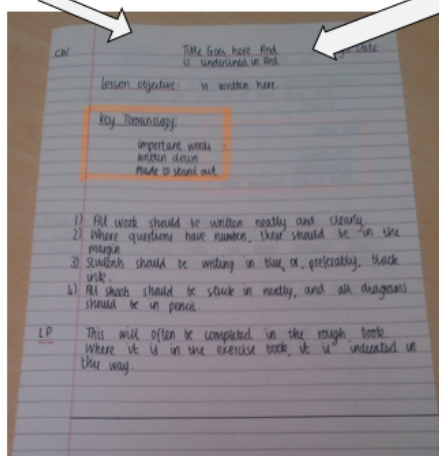 CW Title Goes here And Date
is underlined in Red
Lesson objective: is written here
Key Terminology:
important words
written down
made to stand out
1) All work should be written neatly and clearly
2) Where questions have numbers, these should be in the
margin
3) Students should be writing in blue, or, preferably, black
ink.
4) All sheets should be stuck in neatly, and all diagrams
should be in pencil.
LP This will often be completed in the rough book.
Where it is in the exercise book, it is indicated in
this way.